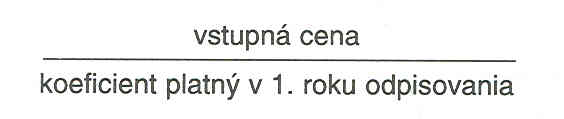 vstupná cena
koeficient platný v 1. roku odpisovania